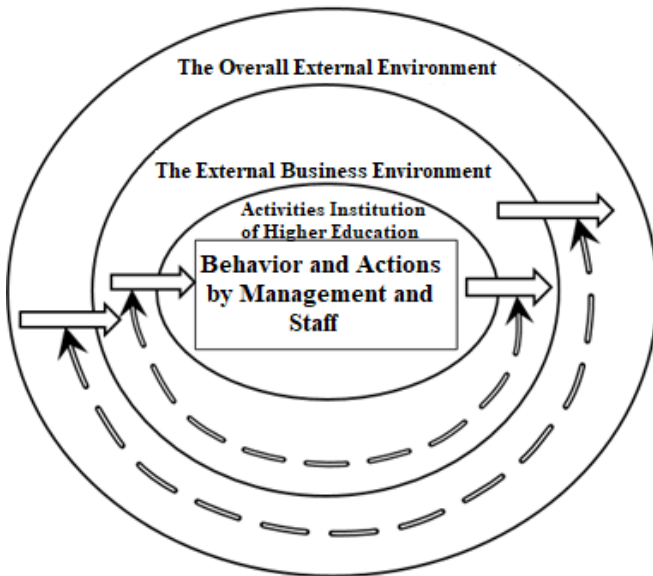 The Overall External Environment
The External Business Environment
Activities Institution
of Higher Education
Behavior and Actions
by Management and
Staff